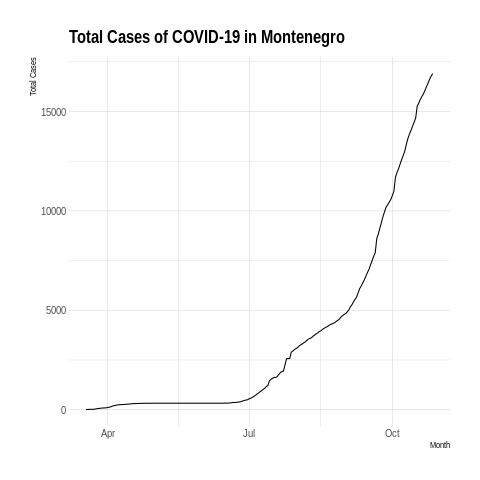 Total Cases of COVID-19 in Montenegro
Total Cases
15000
10000
5000
0
Apr Jul Oct
Month